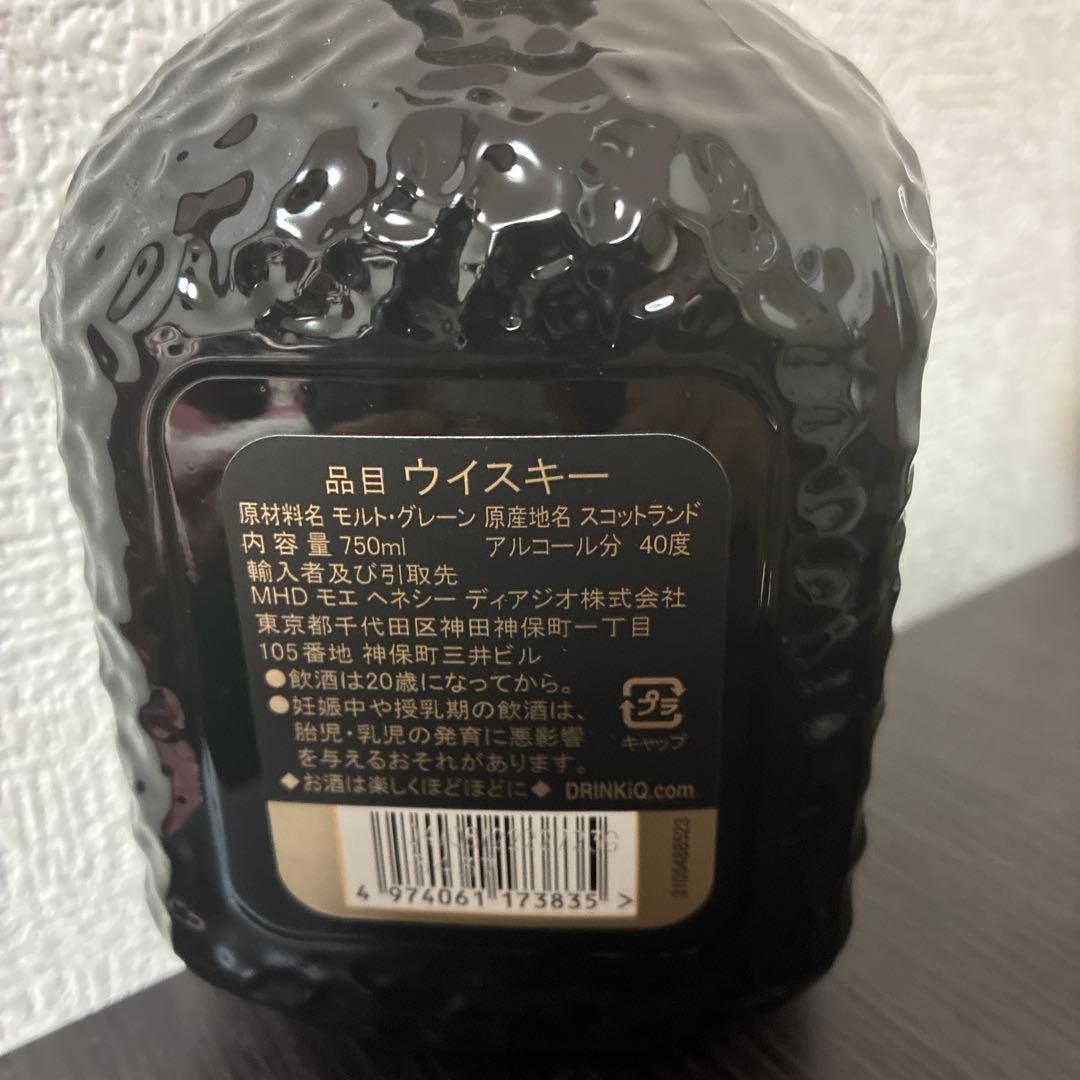 品目 ウイスキー
原材料名 モルト・グレーン 原産地名 スコットランド
内容量 750ml アルコール分 40度
輸入者及び引取先
MHD モエ ヘネシー ディアジオ株式会社
東京都千代田区神田神保町一丁目
105番地 神保町三井ビル
●飲酒は20歳になってから。
●妊娠中や授乳期の飲酒は、
胎児・乳児の発育に悪影響
を与えるおそれがあります。
プラ
キャップ
◆お酒は楽しくほどほどに◆ DRINKiQ.com
4 974061 173835 >